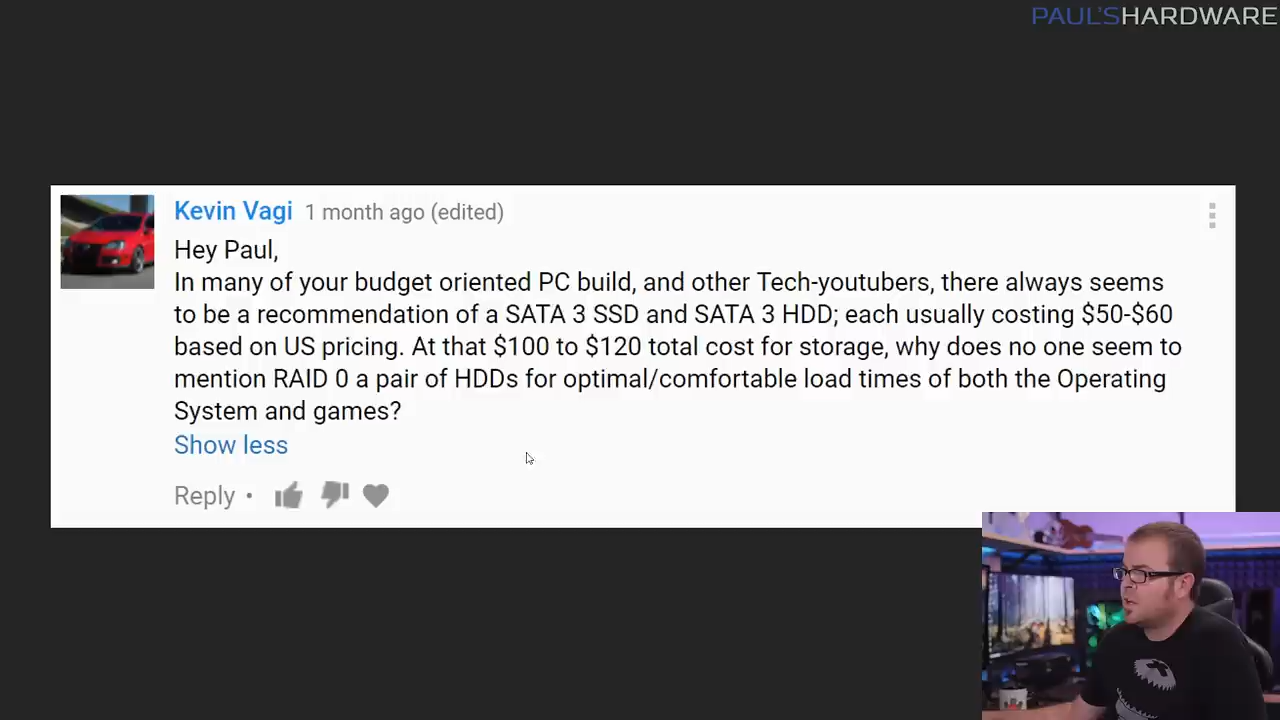 PAUL'SHARDWARE
Kevin Vagi 1 month ago (edited)
Hey Paul,
In many of your budget oriented PC build, and other Tech-youtubers, there always seems
to be a recommendation of a SATA 3 SSD and SATA 3 HDD; each usually costing $50-$60
based on US pricing. At that $100 to $120 total cost for storage, why does no one seem to
mention RAID 0 a pair of HDDs for optimal/comfortable load times of both the Operating
System and games?
Show less
Reply •